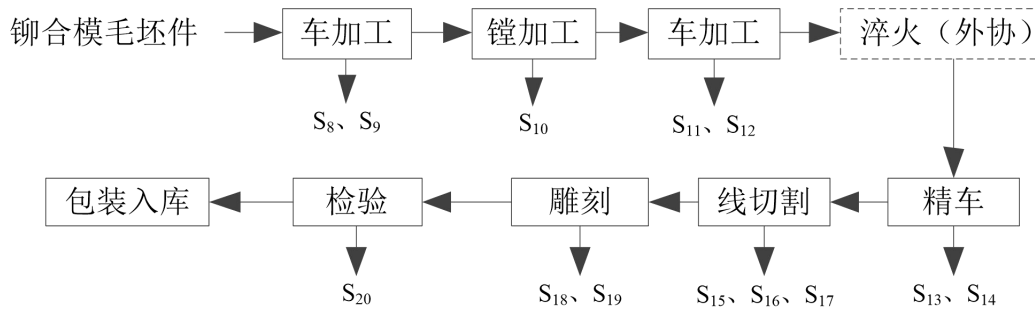 铆合模毛坯件 车加工 镗加工 车加工 淬火（外协）
S₈、S₉ S₁₀ S₁₁、S₁₂
包装入库 检验 雕刻 线切割 精车
S₂₀ S₁₈、S₁₉ S₁₅、S₁₆、S₁₇ S₁₃、S₁₄